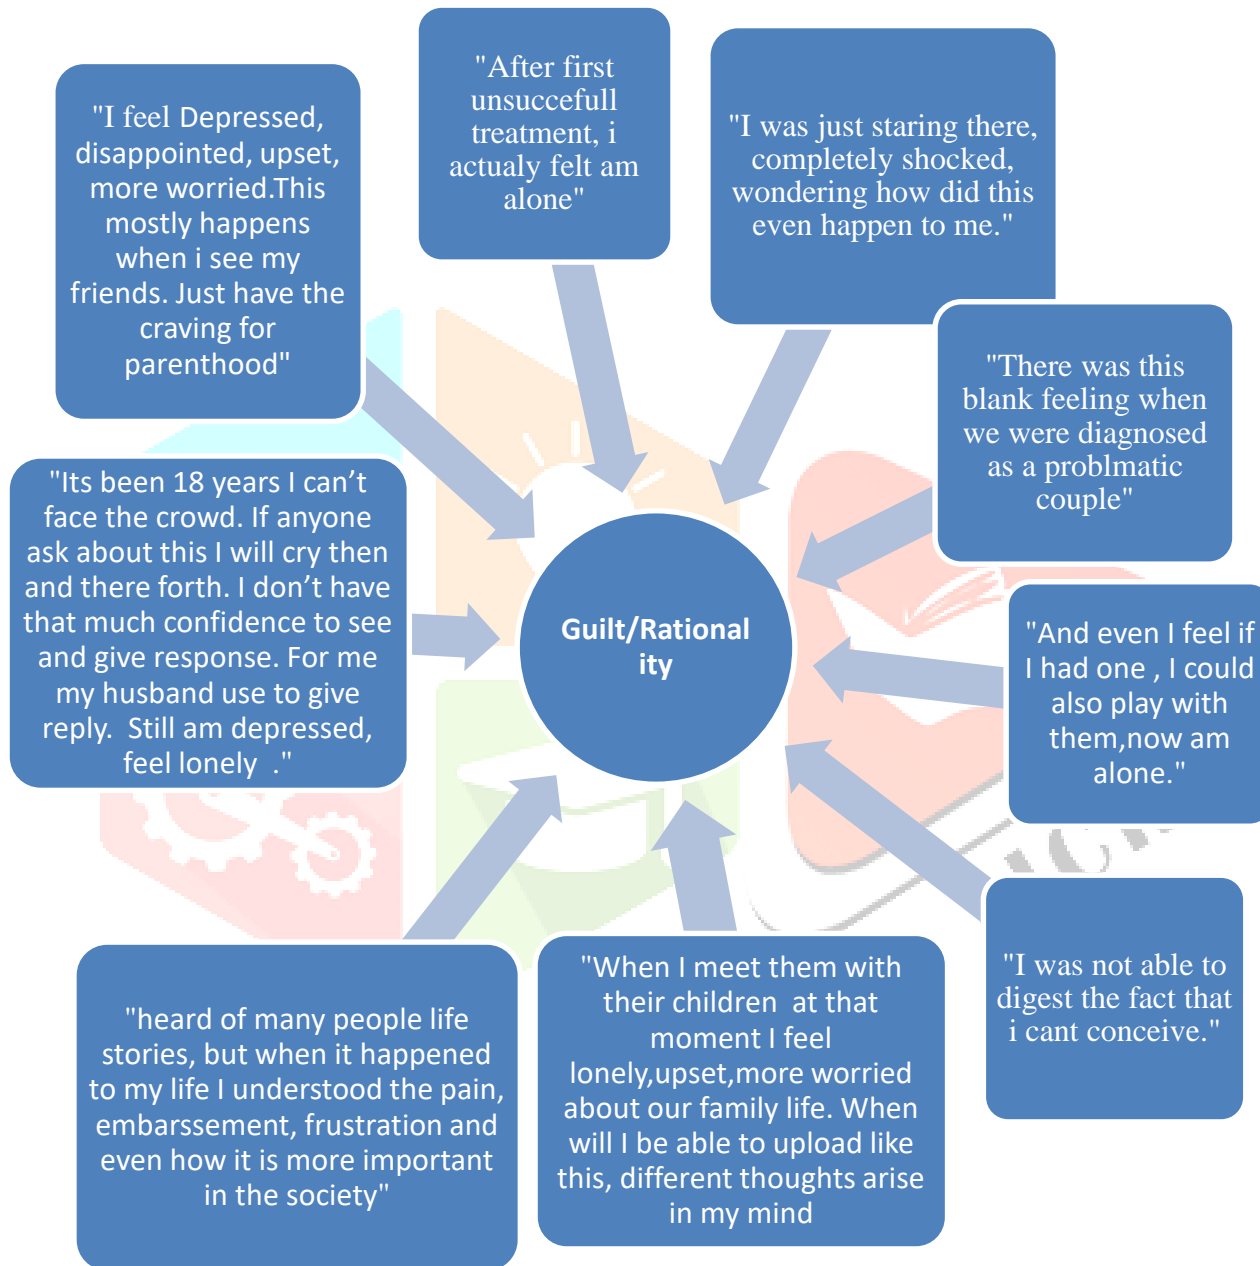 "After first
unsuccefull
treatment, i
actualy felt am
alone"
"I was just staring there,
completely shocked,
wondering how did this
even happen to me."
"There was this
blank feeling when
we were diagnosed
as a problmatic
couple"
"And even I feel if
I had one , I could
also play with
them,now am
alone."
"I was not able to
digest the fact that
i cant conceive."
"When I meet them with
their children  at that
moment I feel
lonely,upset,more worried
about our family life. When
will I be able to upload like
this, different thoughts arise
in my mind
"heard of many people life
stories, but when it happened
to my life I understood the pain,
embarssement, frustration and
even how it is more important
in the society"
"Its been 18 years I can’t
face the crowd. If anyone
ask about this I will cry then
and there forth. I don’t have
that much confidence to see
and give response. For me
my husband use to give
reply.  Still am depressed,
feel lonely  ."
"I feel Depressed,
disappointed, upset,
more worried.This
mostly happens
when i see my
friends. Just have the
craving for
parenthood"
Guilt/Rational
ity